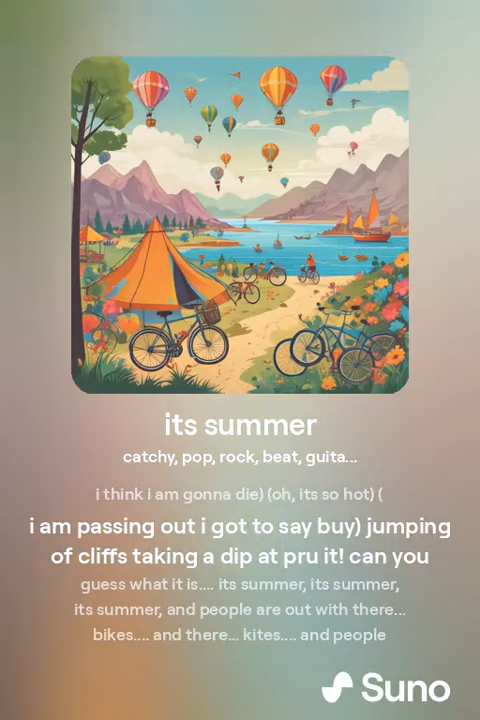 its summer
catchy, pop, rock, beat, guita...
i think i am gonna die) (oh, its so hot) (
i am passing out i got to say buy) jumping
of cliffs taking a dip at pru it! can you
guess what it is.... its summer, its summer,
its summer, and people are out with there...
bikes.... and there... kites.... and people
Suno